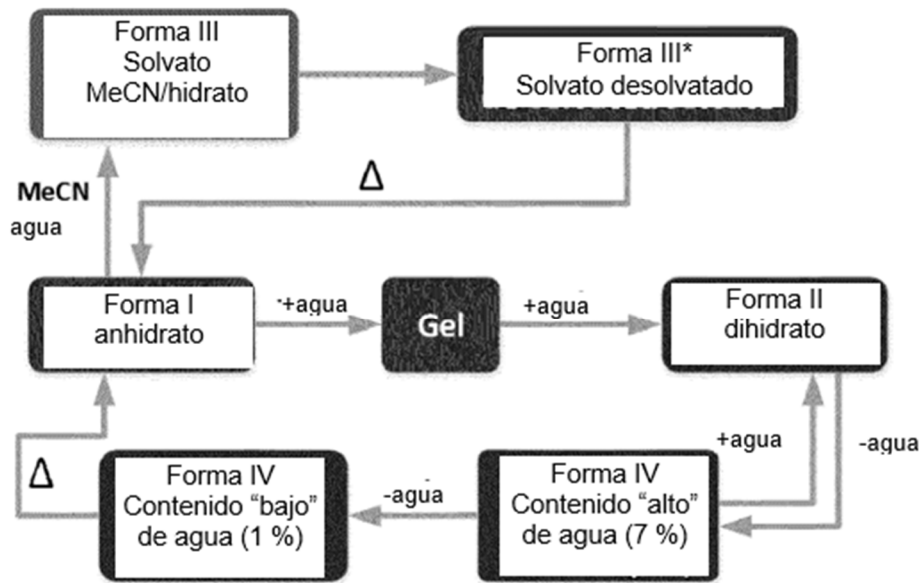 Forma III
Solvato
MeCN/hidrato
Forma III*
Solvato desolvatado
Δ
MeCN
agua
Forma I
anhidrato
+agua
Gel
+agua
Forma II
dihidrato
Δ
Forma IV
Contenido “bajo”
de agua (1 %)
-agua
Forma IV
Contenido “alto”
de agua (7 %)
+agua
-agua